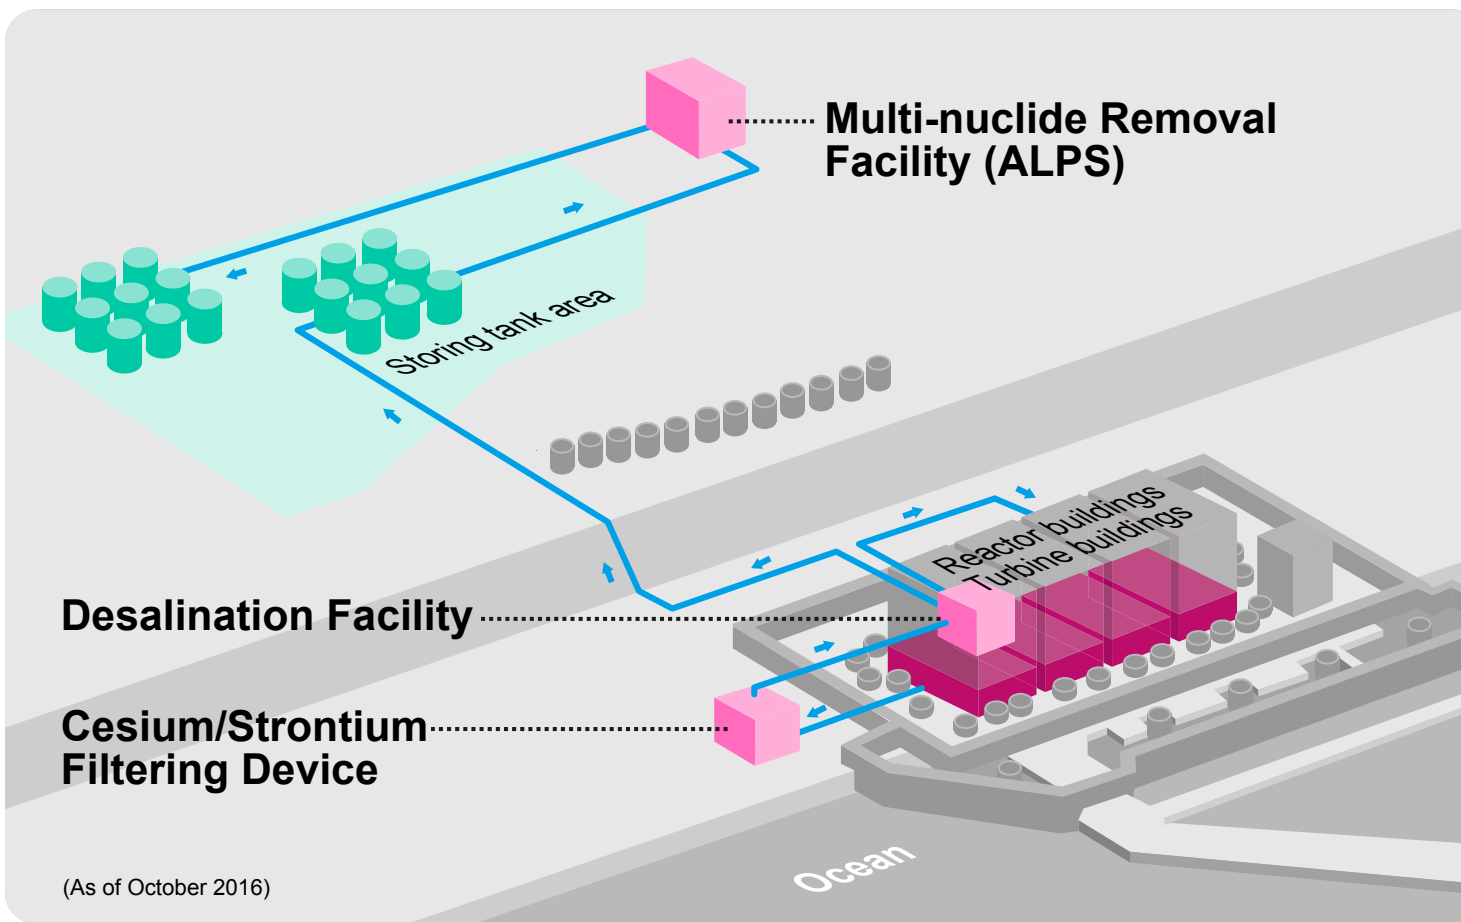 Multi-nuclide Removal
Facility (ALPS)
Storing tank area
Reactor buildings
Turbine buildings
Desalination Facility
Cesium/Strontium
Filtering Device
Ocean
(As of October 2016)